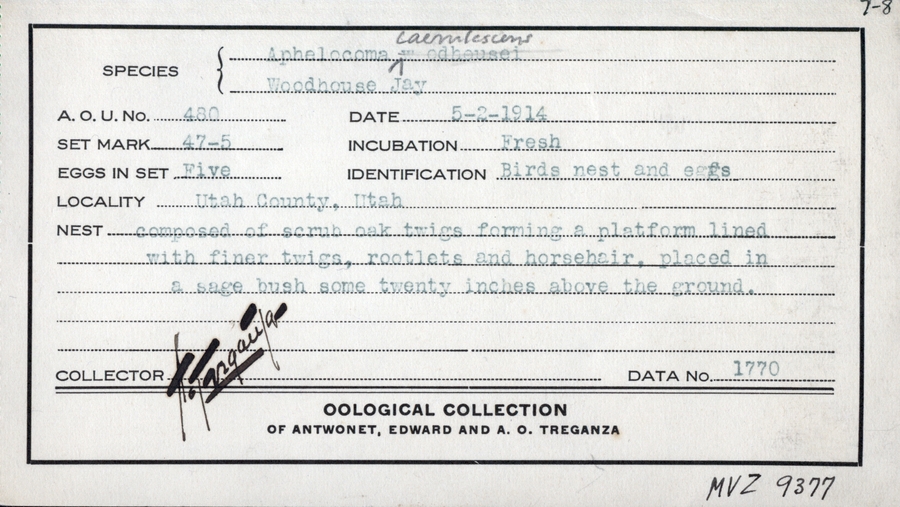 7-8
caerulescens
Aphelocoma w odhousei
SPECIES
Woodhouse Jay
A. O. U. No. 480 DATE 5-2-1914
SET MARK 47-5 INCUBATION Fresh
EGGS IN SET Five IDENTIFICATION Birds nest and eggs
LOCALITY Utah County, Utah
NEST composed of scrub oak twigs forming a platform lined
with finer twigs, rootlets and horsehair, placed in
a sage bush some twenty inches above the ground.
COLLECTOR Treganza DATA No. 1770
OOLOGICAL COLLECTION
OF ANTWONET, EDWARD AND A. O. TREGANZA
MVZ 9377